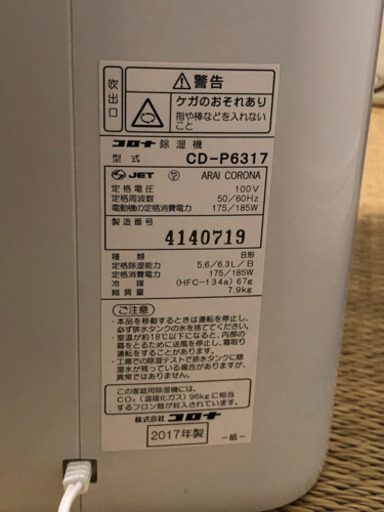 吹出口
警告
ケガのおそれあり
指や棒などを入れない
こと
コロナ 除湿機
型式 CD-P6317
JET ARAI CORONA
定格電圧 100V
定格周波数 50/60Hz
電動機の定格消費電力 175/185W
製造番号
4140719
種類 B形
定格除湿能力 5.6/6.3L/日
定格消費電力 175/185W
冷媒 (HFC-134a) 67g
総質量 7.9kg
ご注意
・本品を移動するときは運転を停止し、
必ず排水タンクの水を捨ててください。
・室温が約18℃以下になると、内部の
霜をとるために送風を停止し、霜取り
運転をすることがあります。
・工場での除湿テストで排水タンクに除
湿水が残っている場合がありますが、
異常ではありません。
この家庭用除湿機には、
CO₂(温暖化ガス)96kgに相当
するフロン類が封入されています。
株式会社 コロナ
2017年製
-紙-